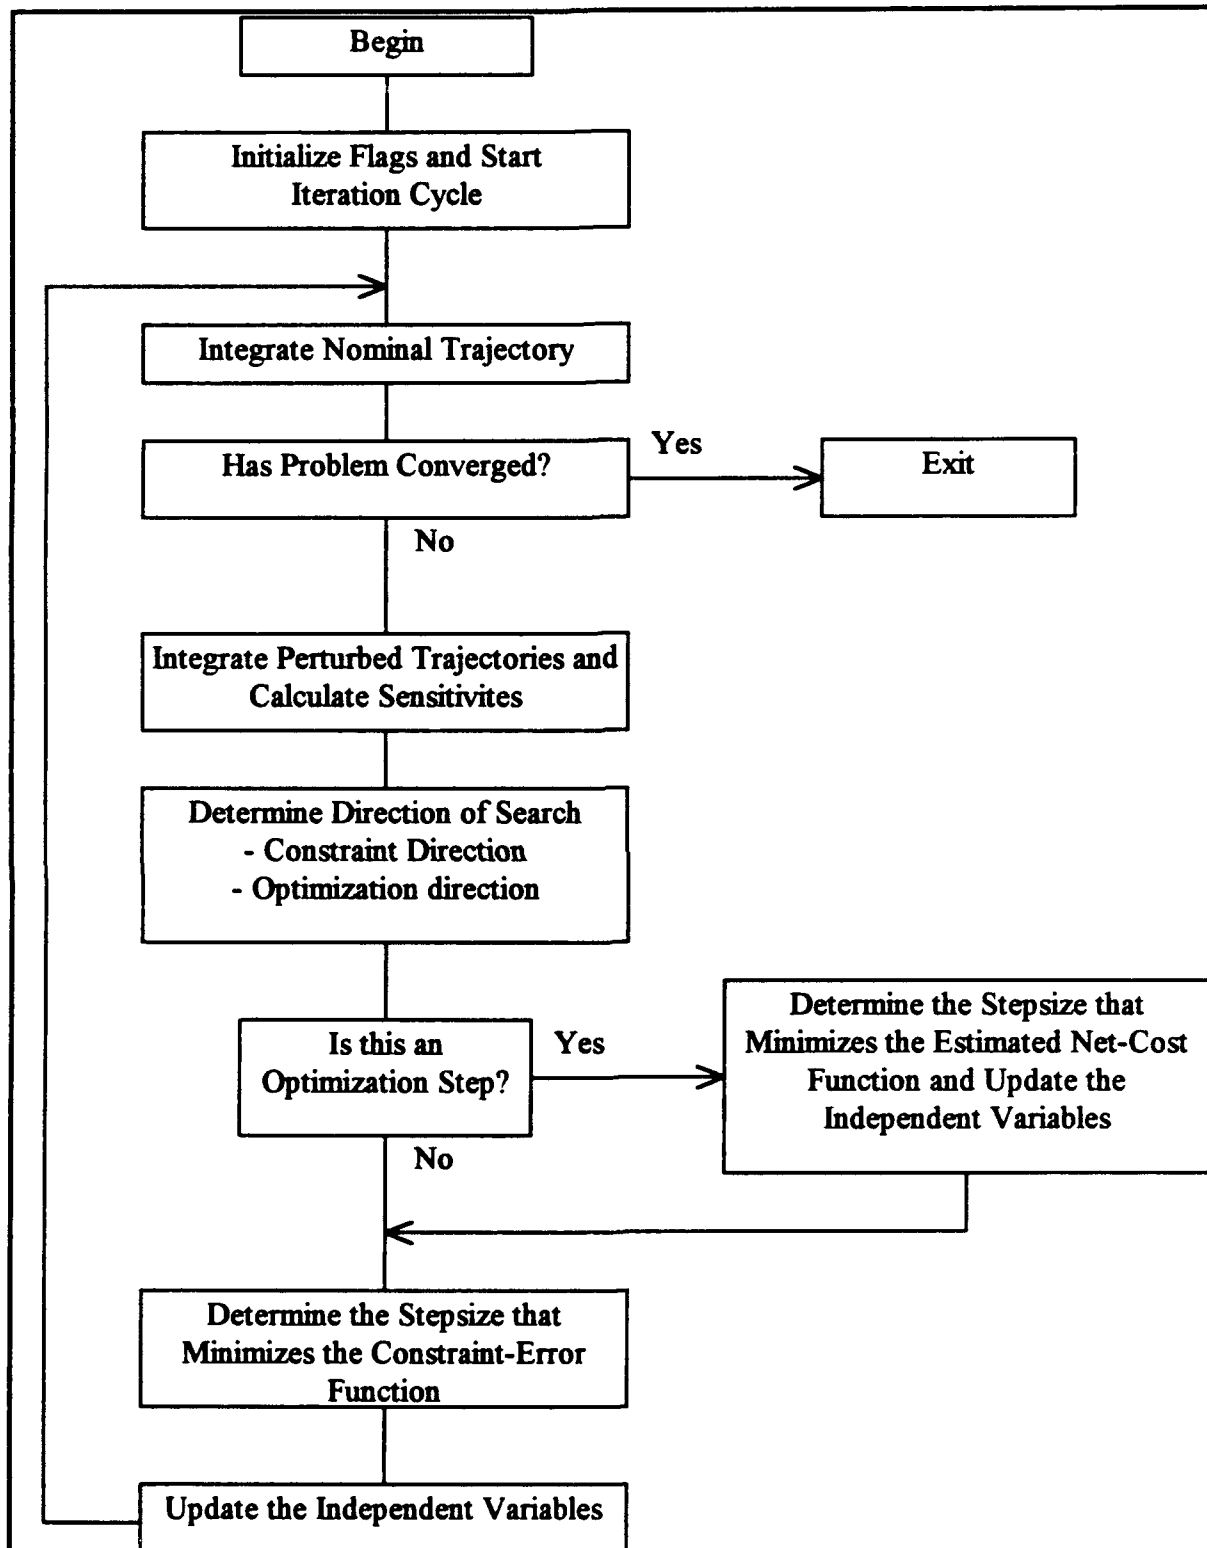 Begin
Initialize Flags and Start
Iteration Cycle
Integrate Nominal Trajectory
Has Problem Converged?
Yes
Exit
No
Integrate Perturbed Trajectories and
Calculate Sensitivites
Determine Direction of Search
- Constraint Direction
- Optimization direction
Is this an
Optimization Step?
Yes
Determine the Stepsize that
Minimizes the Estimated Net-Cost
Function and Update the
Independent Variables
No
Determine the Stepsize that
Minimizes the Constraint-Error
Function
Update the Independent Variables